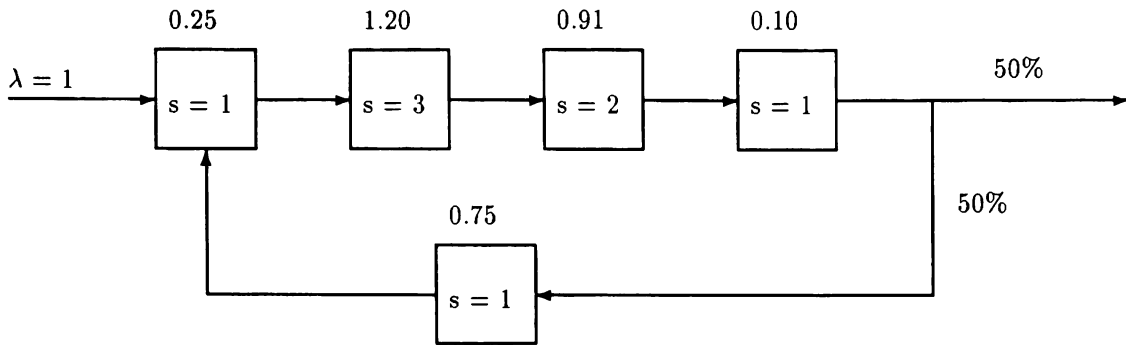 0.25 1.20 0.91 0.10
λ = 1
50%
s = 1 s = 3 s = 2 s = 1
50%
0.75
s = 1